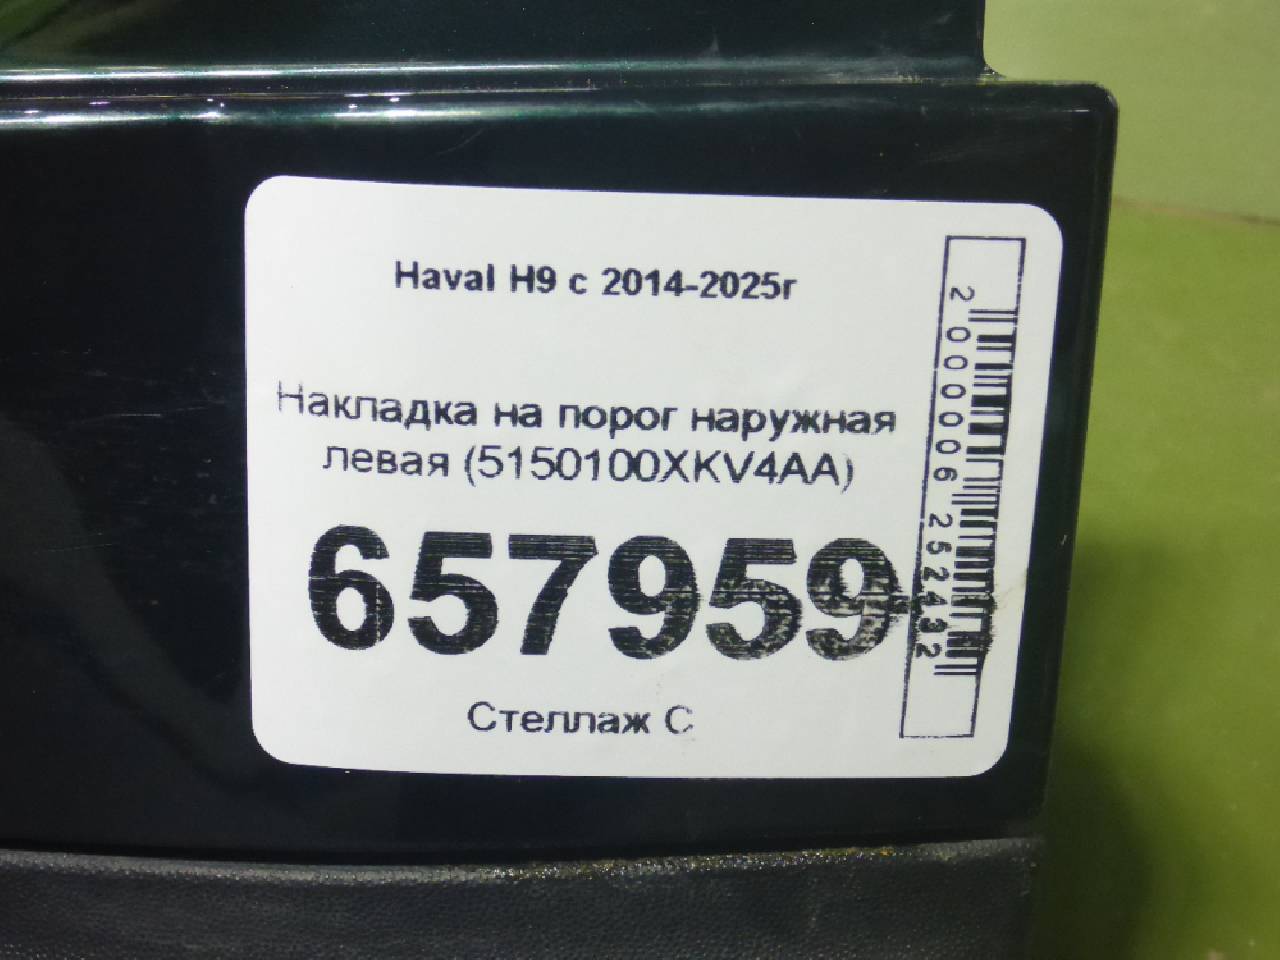 Haval H9 с 2014-2025г
Накладка на порог наружная
левая (5150100XKV4AA)
657959
Стеллаж С
2000006252432